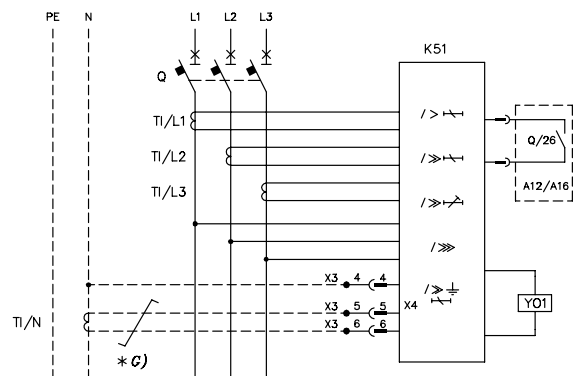 PE N L1 L2 L3
K51
Q
TI/L1
/ >
TI/L2
/ ≫
Q/26
TI/L3
/ ≫
A12/A16
/ ⋙
X3 4 4
/ ≫
X3 5 5 X4
TI/N
X3 6 6
YO1
* G)